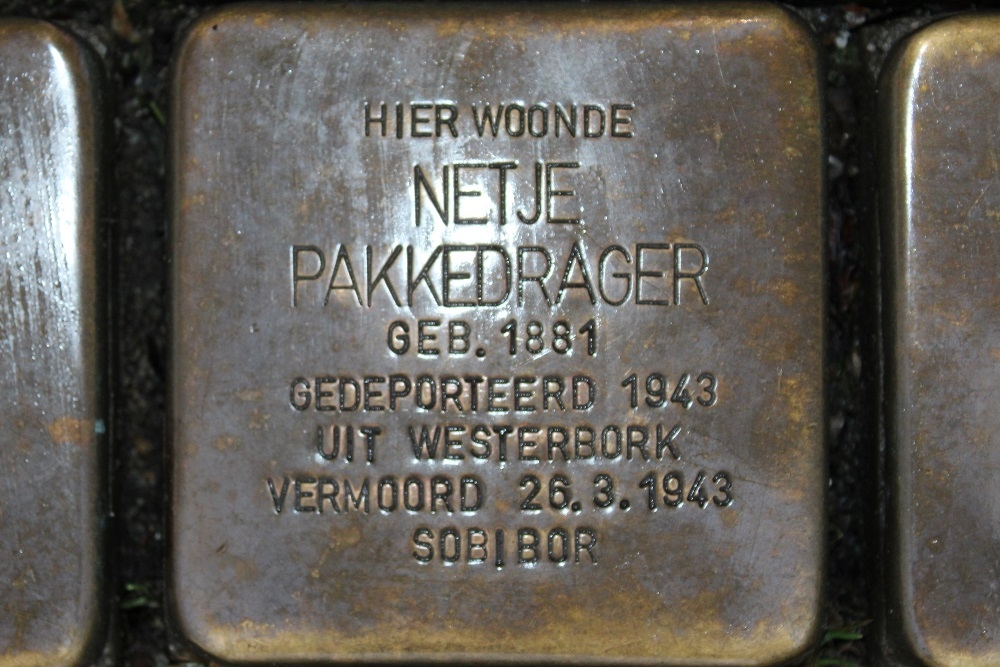 HIER WOONDE
NETJE
PAKKEDRAGER
GEB. 1881
GEDEPORTEERD 1943
UIT WESTERBORK
VERMOORD 26.3.1943
SOBIBOR